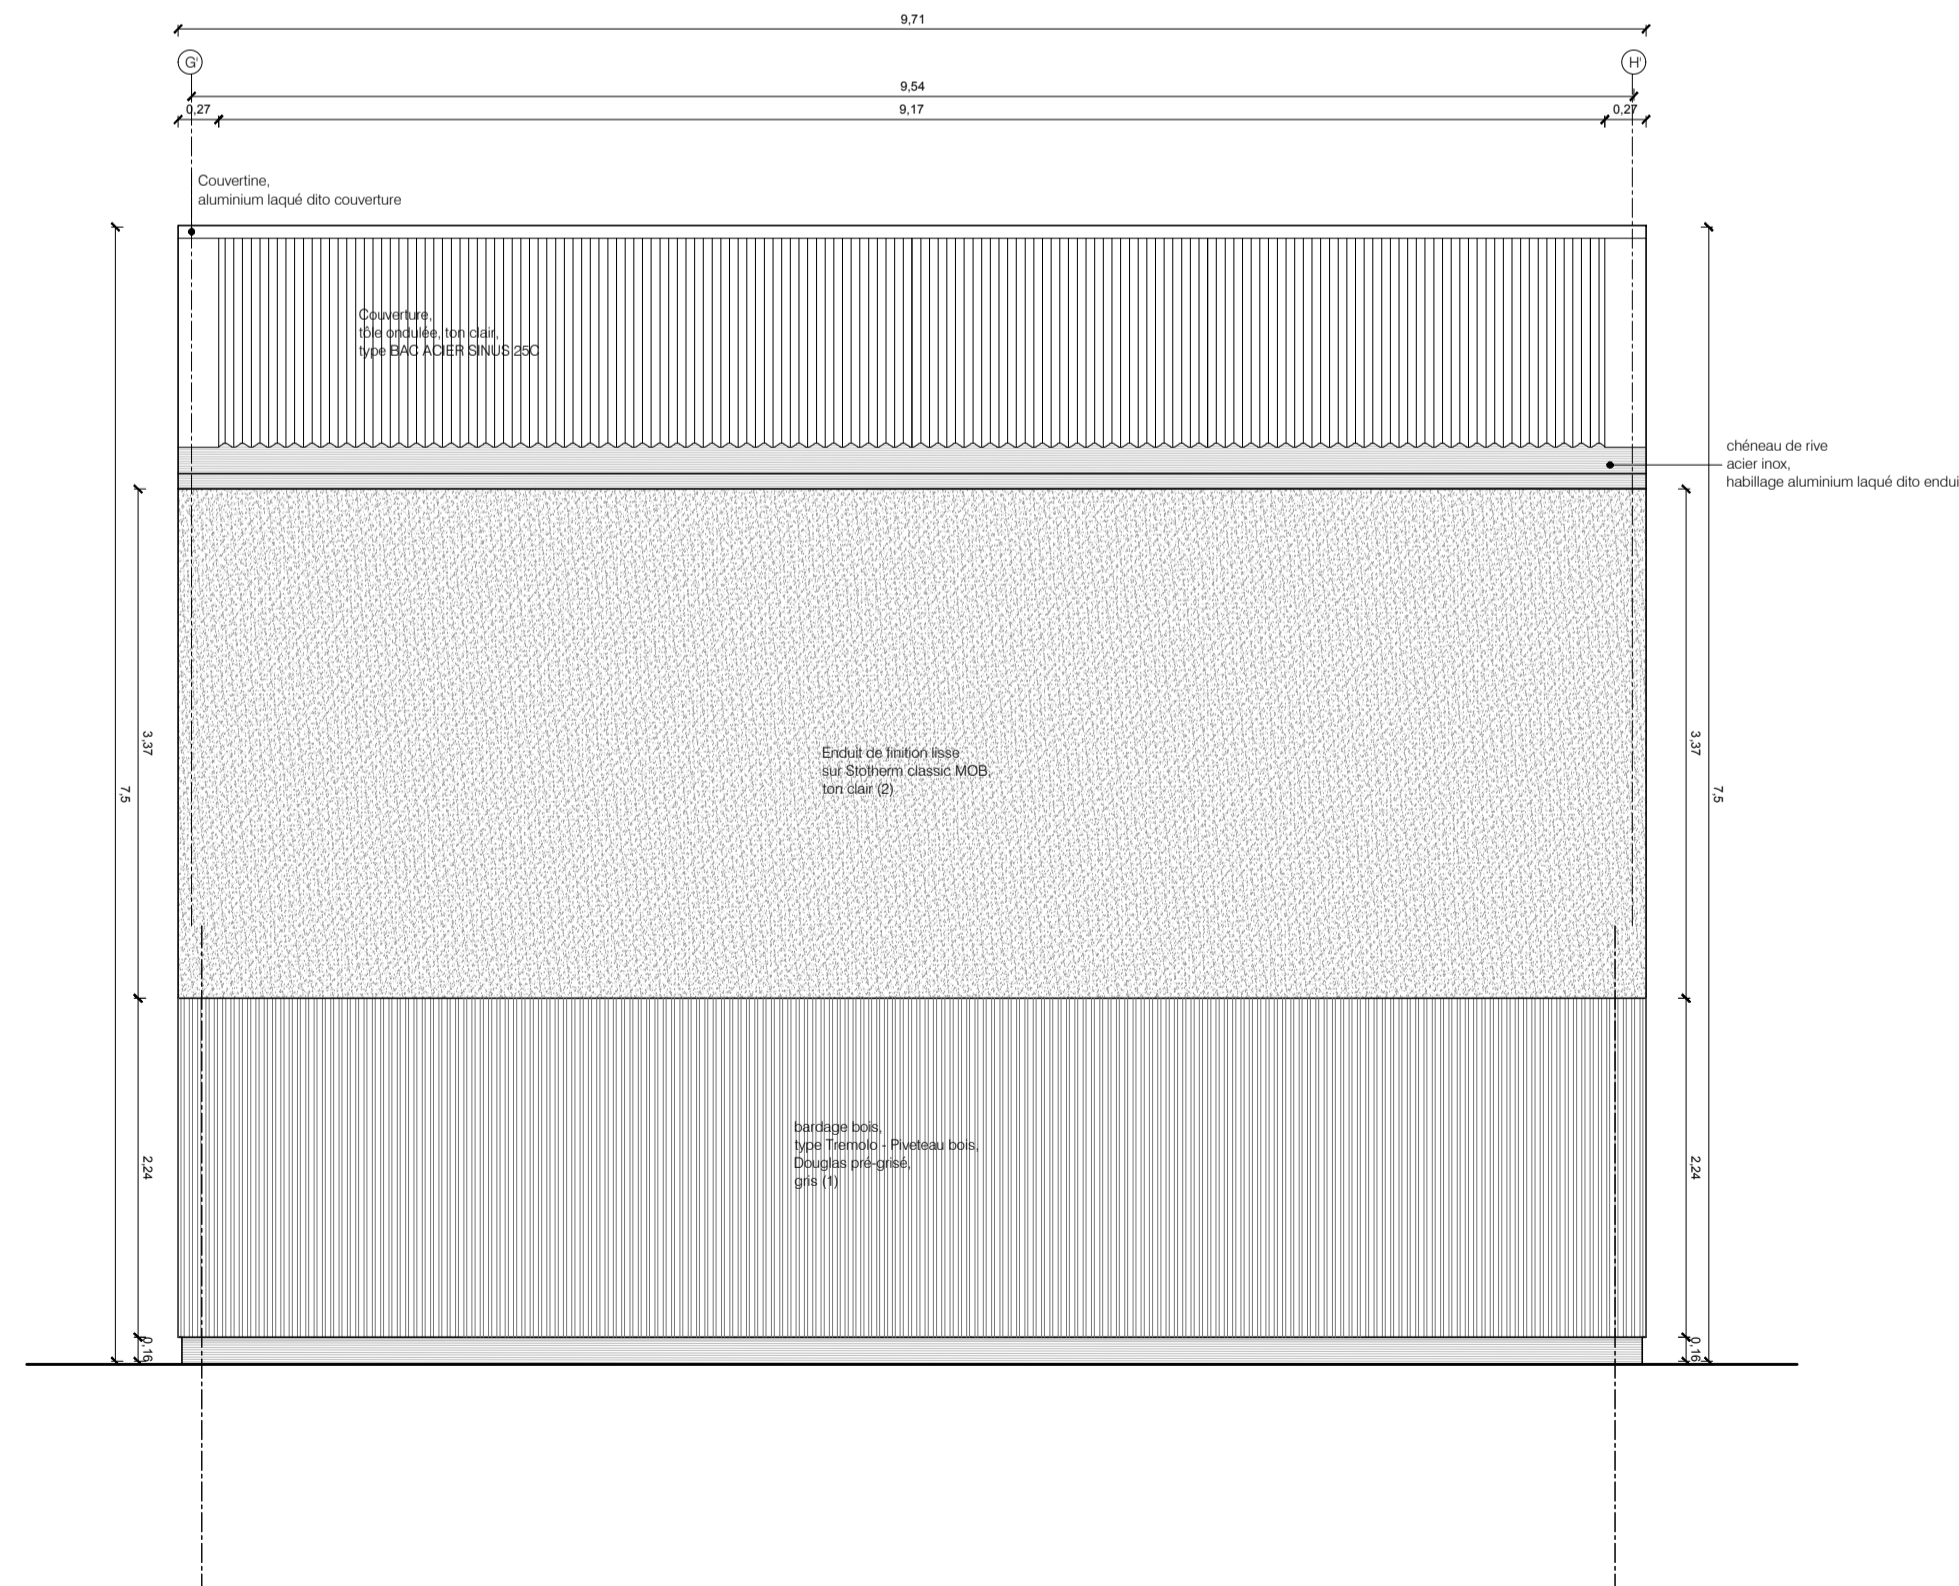 9,71
G'
H'
9,54
0,27
9,17
0,27
Couvertine,
aluminium laqué dito couverture
Couverture,
tôle ondulée, ton clair,
type BAC ACIER SINUS 25C
chéneau de rive
acier inox,
habillage aluminium laqué dito endui
3,37
7,5
3,37
7,5
Enduit de finition lisse
sur Stotherm classic MOB,
ton clair (2)
bardage bois,
type Tremolo - Piveteau bois,
Douglas pré-grisé,
gris (1)
2,24
2,24
0,16
0,16